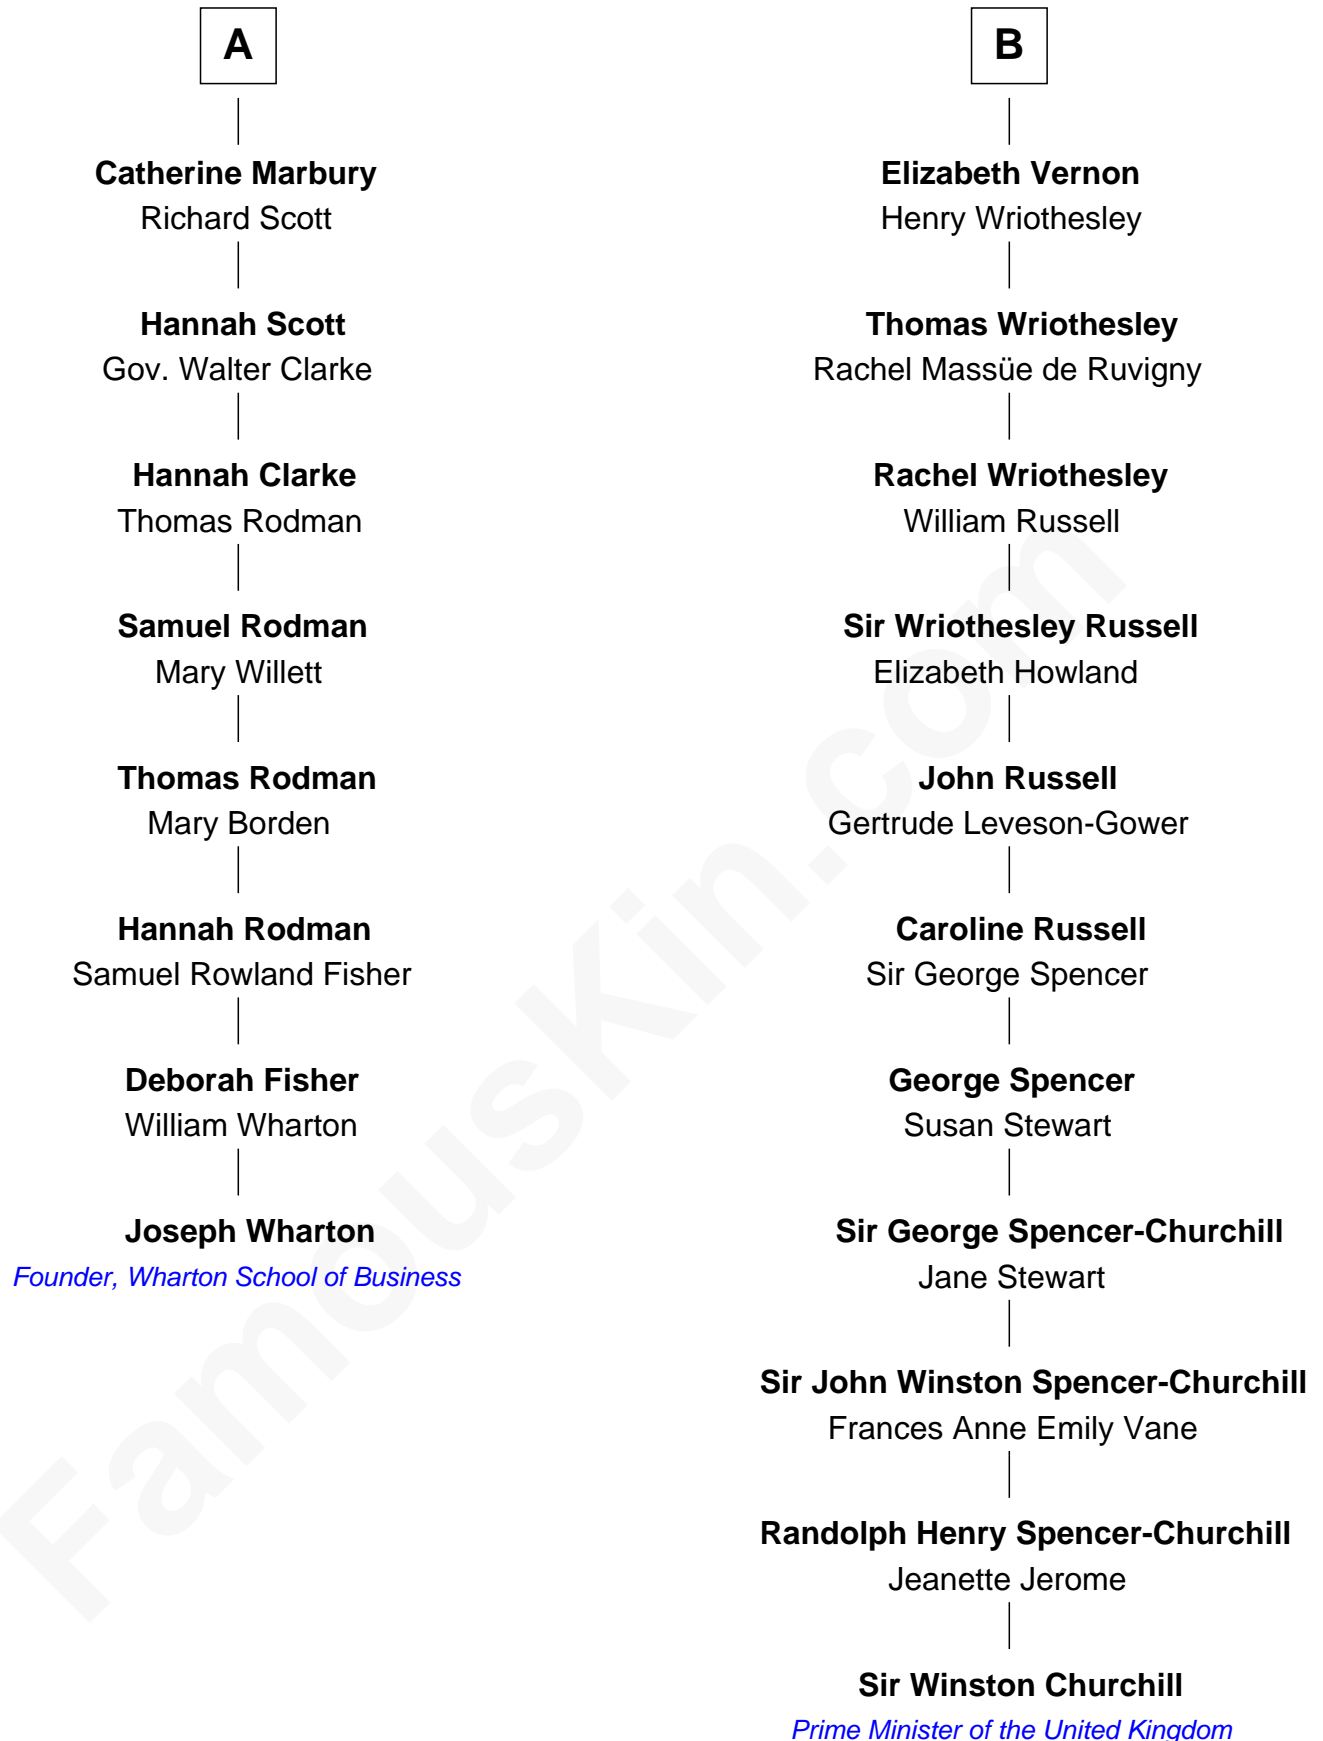 A
Catherine Marbury
Richard Scott
Hannah Scott
Gov. Walter Clarke
Hannah Clarke
Thomas Rodman
Samuel Rodman
Mary Willett
Thomas Rodman
Mary Borden
Hannah Rodman
Samuel Rowland Fisher
Deborah Fisher
William Wharton
Joseph Wharton
Founder, Wharton School of Business
B
Elizabeth Vernon
Henry Wriothesley
Thomas Wriothesley
Rachel Massüe de Ruvigny
Rachel Wriothesley
William Russell
Sir Wriothesley Russell
Elizabeth Howland
John Russell
Gertrude Leveson-Gower
Caroline Russell
Sir George Spencer
George Spencer
Susan Stewart
Sir George Spencer-Churchill
Jane Stewart
Sir John Winston Spencer-Churchill
Frances Anne Emily Vane
Randolph Henry Spencer-Churchill
Jeanette Jerome
Sir Winston Churchill
Prime Minister of the United Kingdom
FamousKin.com